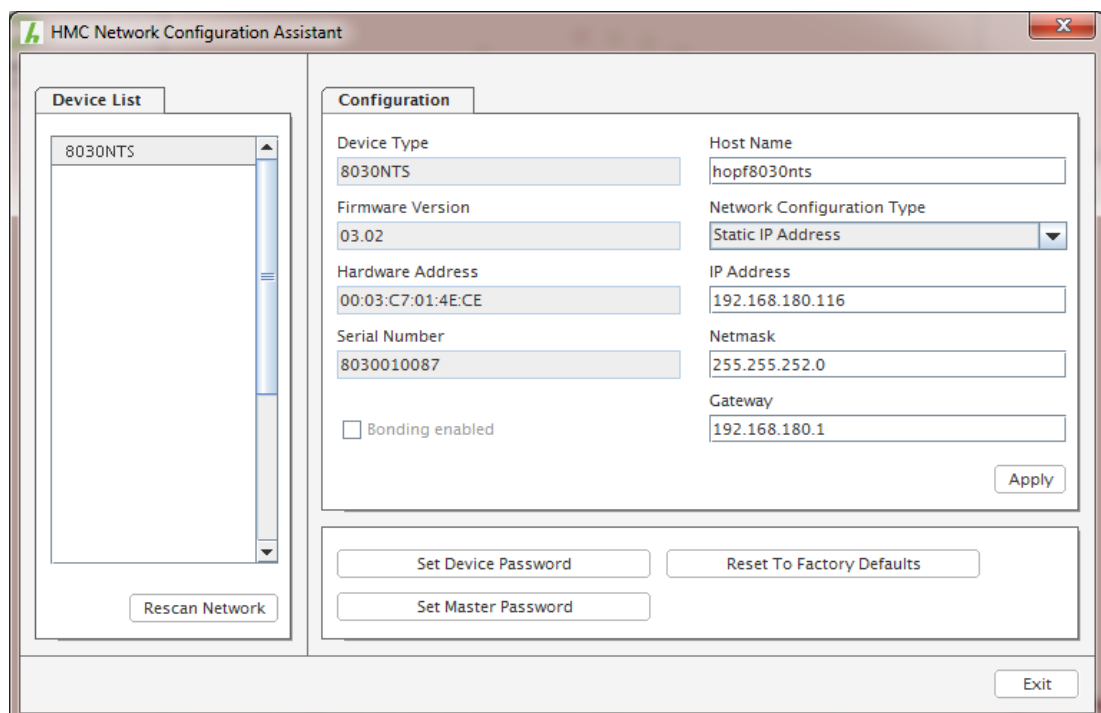 HMC Network Configuration Assistant
Device List
8030NTS
Rescan Network
Configuration
Device Type
8030NTS
Firmware Version
03.02
Hardware Address
00:03:C7:01:4E:CE
Serial Number
8030010087
Bonding enabled
Host Name
hopf8030nts
Network Configuration Type
Static IP Address
IP Address
192.168.180.116
Netmask
255.255.252.0
Gateway
192.168.180.1
Apply
Set Device Password
Reset To Factory Defaults
Set Master Password
Exit